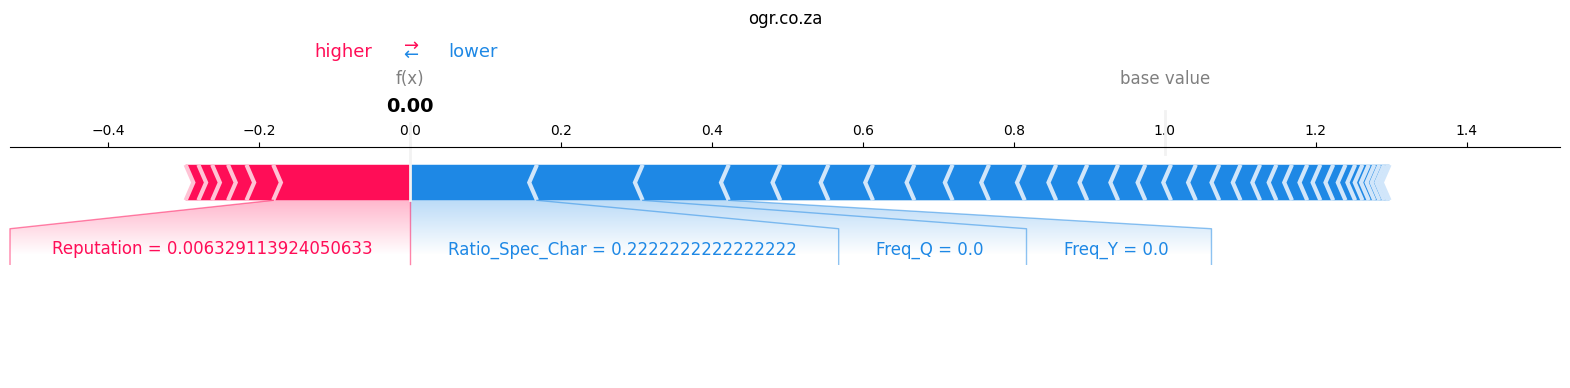 ogr.co.za
higher ⇄ lower
f(x) base value
0.00
−0.4 −0.2 0.0 0.2 0.4 0.6 0.8 1.0 1.2 1.4
Reputation = 0.006329113924050633 Ratio_Spec_Char = 0.2222222222222222 Freq_Q = 0.0 Freq_Y = 0.0